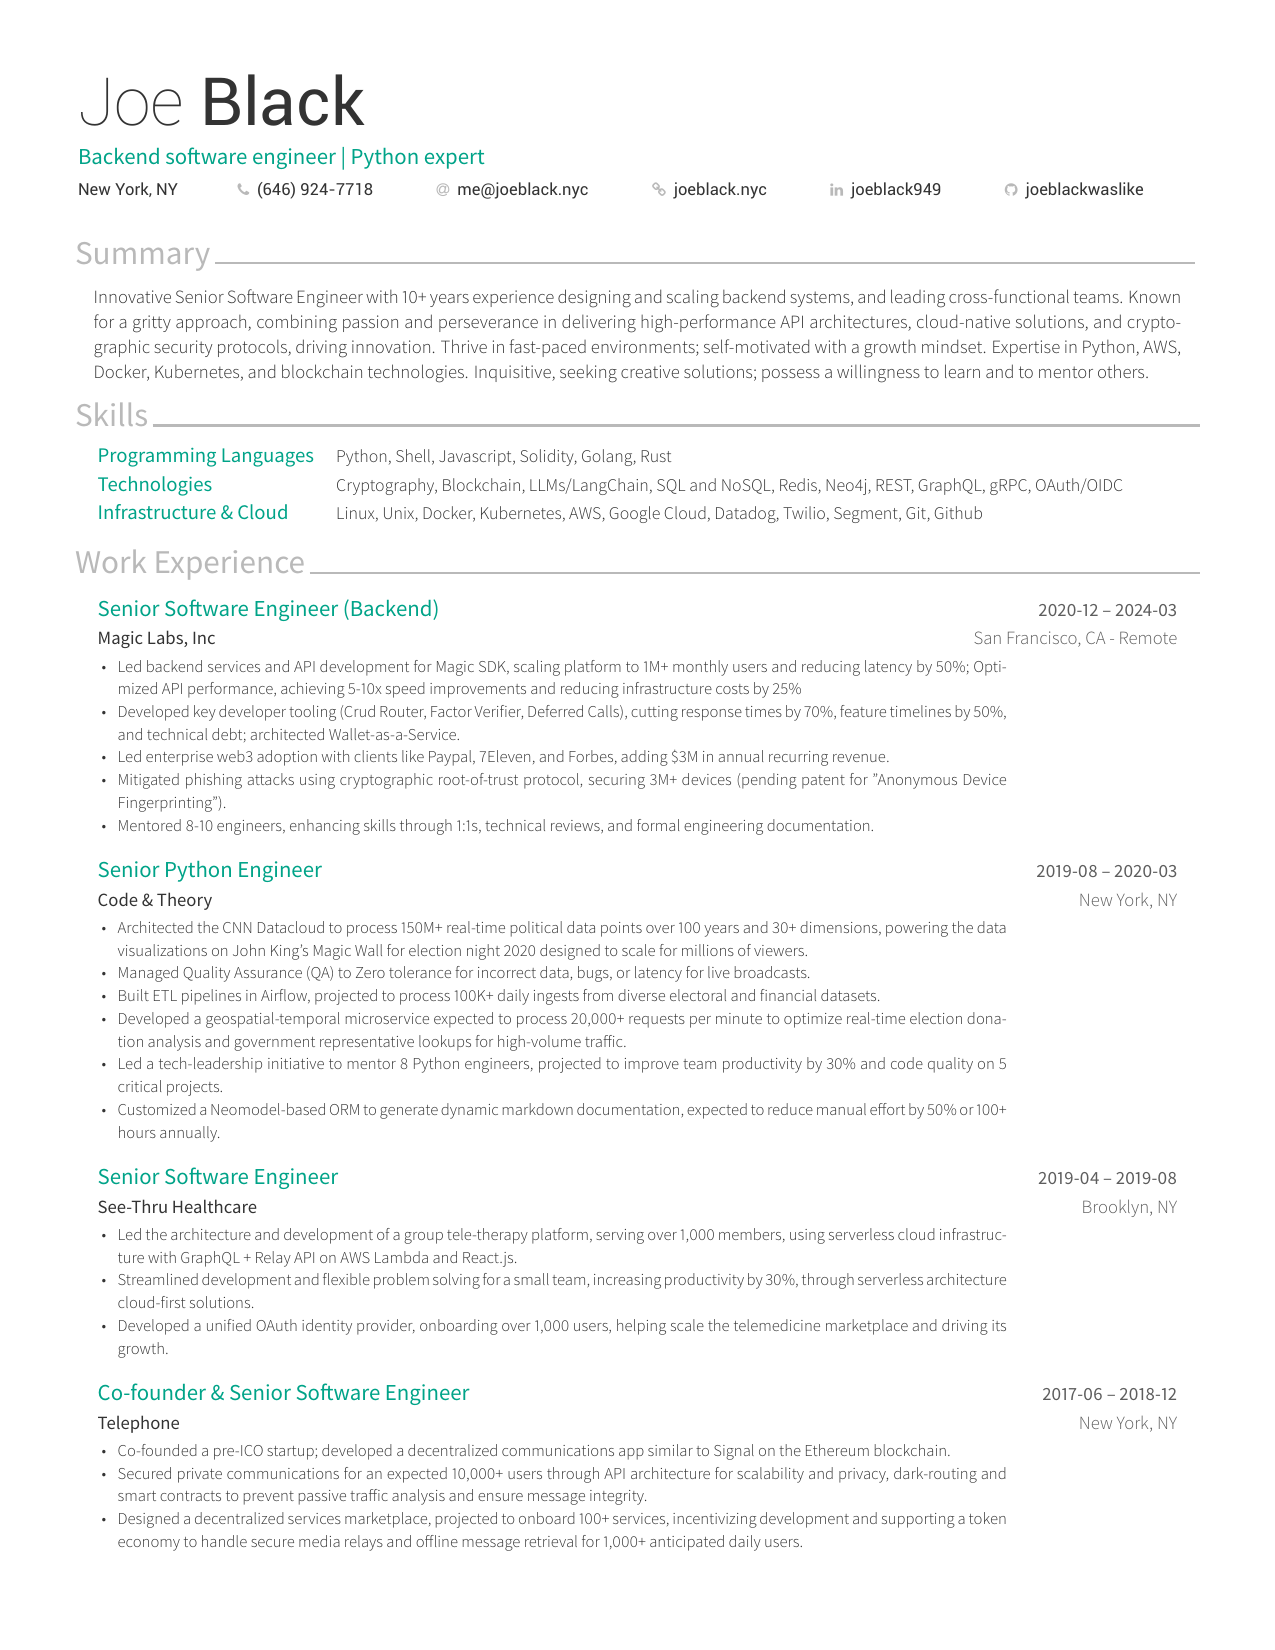 Joe Black
Backend software engineer | Python expert
New York, NY (646) 924-7718 @ me@joeblack.nyc joeblack.nyc in joeblack949 joeblackwaslike
Summary
Innovative Senior Software Engineer with 10+ years experience designing and scaling backend systems, and leading cross-functional teams. Known
for a gritty approach, combining passion and perseverance in delivering high-performance API architectures, cloud-native solutions, and crypto-
graphic security protocols, driving innovation. Thrive in fast-paced environments; self-motivated with a growth mindset. Expertise in Python, AWS,
Docker, Kubernetes, and blockchain technologies. Inquisitive, seeking creative solutions; possess a willingness to learn and to mentor others.
Skills
Programming Languages Python, Shell, Javascript, Solidity, Golang, Rust
Technologies Cryptography, Blockchain, LLMs/LangChain, SQL and NoSQL, Redis, Neo4j, REST, GraphQL, gRPC, OAuth/OIDC
Infrastructure & Cloud Linux, Unix, Docker, Kubernetes, AWS, Google Cloud, Datadog, Twilio, Segment, Git, Github
Work Experience
Senior Software Engineer (Backend) 2020-12 – 2024-03
Magic Labs, Inc San Francisco, CA - Remote
• Led backend services and API development for Magic SDK, scaling platform to 1M+ monthly users and reducing latency by 50%; Opti-
mized API performance, achieving 5-10x speed improvements and reducing infrastructure costs by 25%
• Developed key developer tooling (Crud Router, Factor Verifier, Deferred Calls), cutting response times by 70%, feature timelines by 50%,
and technical debt; architected Wallet-as-a-Service.
• Led enterprise web3 adoption with clients like Paypal, 7Eleven, and Forbes, adding $3M in annual recurring revenue.
• Mitigated phishing attacks using cryptographic root-of-trust protocol, securing 3M+ devices (pending patent for ”Anonymous Device
Fingerprinting”).
• Mentored 8-10 engineers, enhancing skills through 1:1s, technical reviews, and formal engineering documentation.
Senior Python Engineer 2019-08 – 2020-03
Code & Theory New York, NY
• Architected the CNN Datacloud to process 150M+ real-time political data points over 100 years and 30+ dimensions, powering the data
visualizations on John King’s Magic Wall for election night 2020 designed to scale for millions of viewers.
• Managed Quality Assurance (QA) to Zero tolerance for incorrect data, bugs, or latency for live broadcasts.
• Built ETL pipelines in Airflow, projected to process 100K+ daily ingests from diverse electoral and financial datasets.
• Developed a geospatial-temporal microservice expected to process 20,000+ requests per minute to optimize real-time election dona-
tion analysis and government representative lookups for high-volume traffic.
• Led a tech-leadership initiative to mentor 8 Python engineers, projected to improve team productivity by 30% and code quality on 5
critical projects.
• Customized a Neomodel-based ORM to generate dynamic markdown documentation, expected to reduce manual effort by 50% or 100+
hours annually.
Senior Software Engineer 2019-04 – 2019-08
See-Thru Healthcare Brooklyn, NY
• Led the architecture and development of a group tele-therapy platform, serving over 1,000 members, using serverless cloud infrastruc-
ture with GraphQL + Relay API on AWS Lambda and React.js.
• Streamlined development and flexible problem solving for a small team, increasing productivity by 30%, through serverless architecture
cloud-first solutions.
• Developed a unified OAuth identity provider, onboarding over 1,000 users, helping scale the telemedicine marketplace and driving its
growth.
Co-founder & Senior Software Engineer 2017-06 – 2018-12
Telephone New York, NY
• Co-founded a pre-ICO startup; developed a decentralized communications app similar to Signal on the Ethereum blockchain.
• Secured private communications for an expected 10,000+ users through API architecture for scalability and privacy, dark-routing and
smart contracts to prevent passive traffic analysis and ensure message integrity.
• Designed a decentralized services marketplace, projected to onboard 100+ services, incentivizing development and supporting a token
economy to handle secure media relays and offline message retrieval for 1,000+ anticipated daily users.